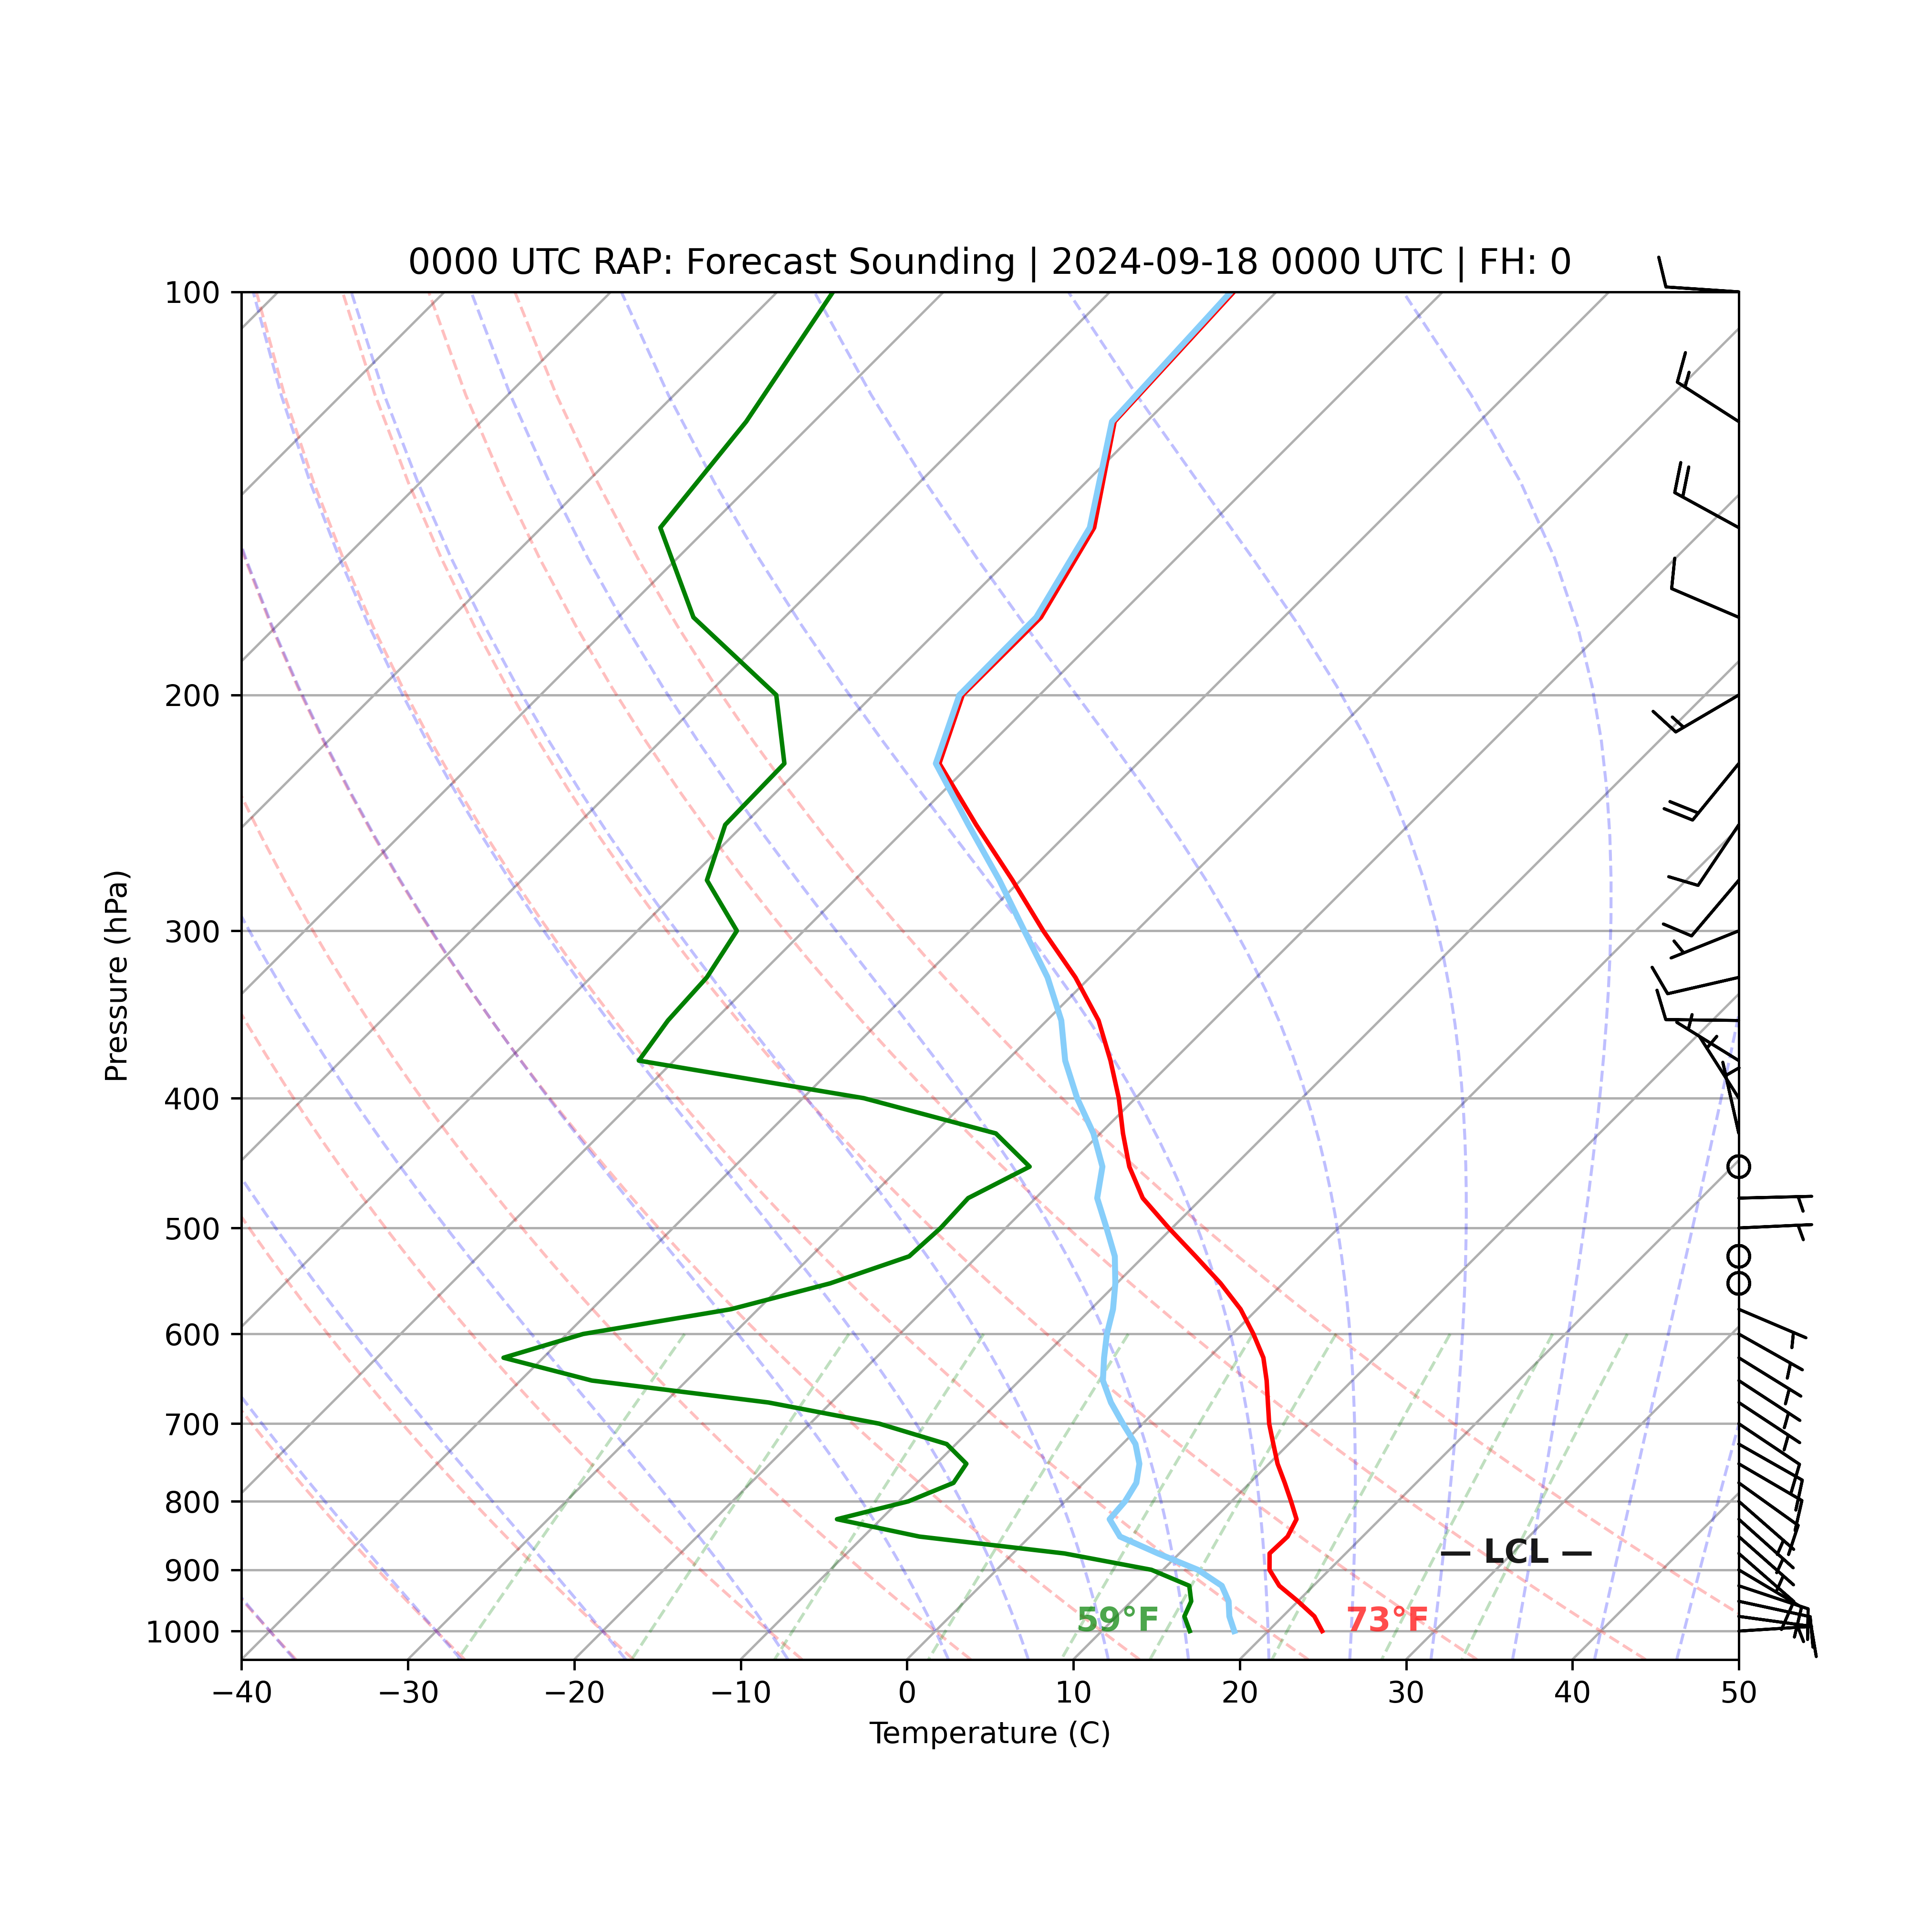 0000 UTC RAP: Forecast Sounding | 2024-09-18 0000 UTC | FH: 0
100
200
300
400
500
600
700
800
900
1000
Pressure (hPa)
— LCL —
59°F
73°F
−40 −30 −20 −10 0 10 20 30 40 50
Temperature (C)